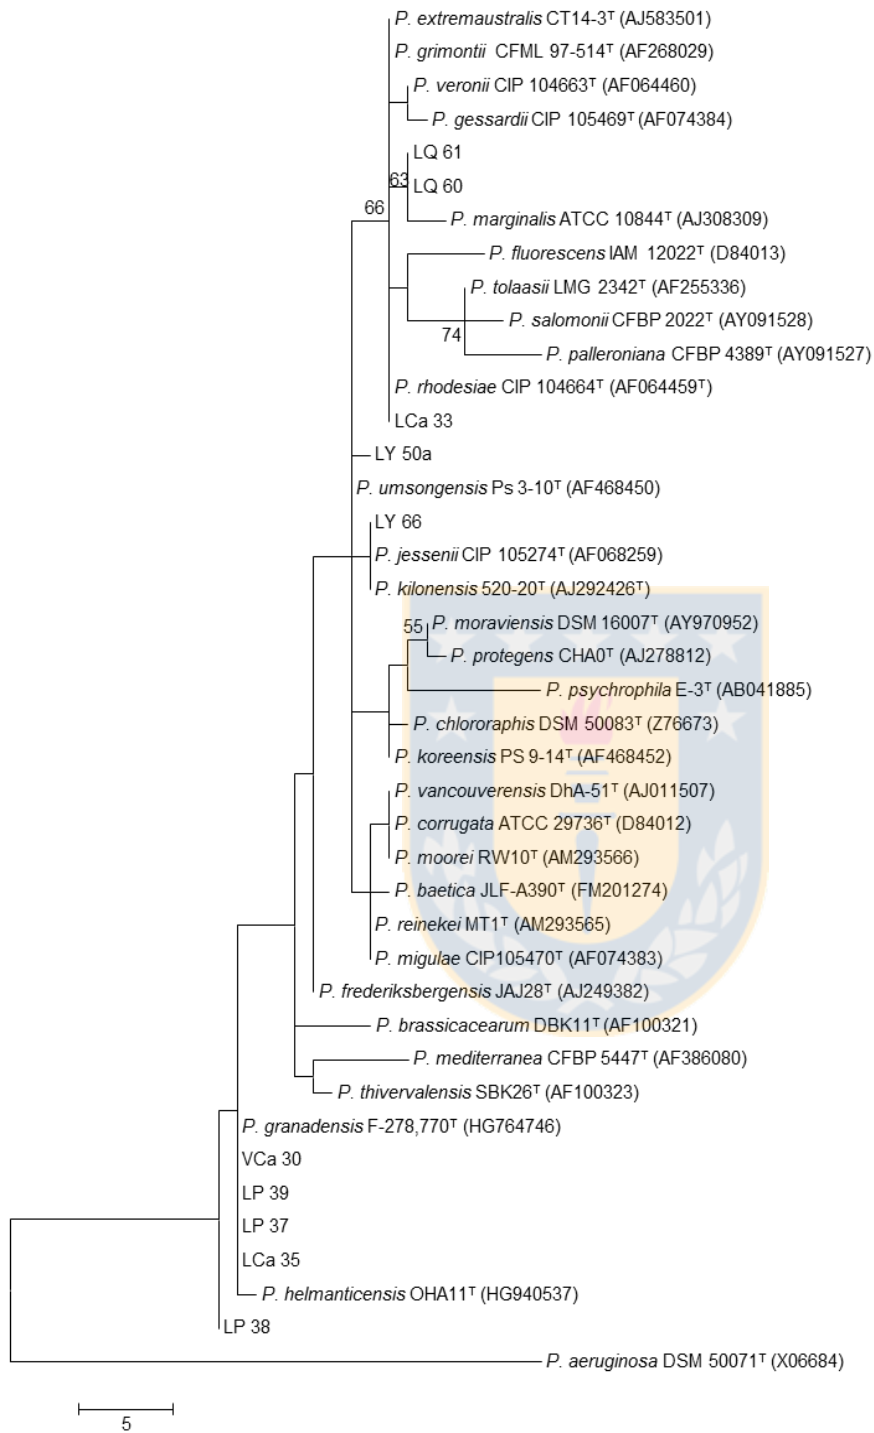 P. extremaustralis CT14-3ᵀ (AJ583501)
P. grimontii CFML 97-514ᵀ (AF268029)
P. veronii CIP 104663ᵀ (AF064460)
P. gessardii CIP 105469ᵀ (AF074384)
LQ 61
63
LQ 60
66
P. marginalis ATCC 10844ᵀ (AJ308309)
P. fluorescens IAM 12022ᵀ (D84013)
P. tolaasii LMG 2342ᵀ (AF255336)
P. salomonii CFBP 2022ᵀ (AY091528)
74
P. palleroniana CFBP 4389ᵀ (AY091527)
P. rhodesiae CIP 104664ᵀ (AF064459ᵀ)
LCa 33
LY 50a
P. umsongensis Ps 3-10ᵀ (AF468450)
LY 66
P. jessenii CIP 105274ᵀ (AF068259)
P. kilonensis 520-20ᵀ (AJ292426ᵀ)
55
P. moraviensis DSM 16007ᵀ (AY970952)
P. protegens CHA0ᵀ (AJ278812)
P. psychrophila E-3ᵀ (AB041885)
P. chlororaphis DSM 50083ᵀ (Z76673)
P. koreensis PS 9-14ᵀ (AF468452)
P. vancouverensis DhA-51ᵀ (AJ011507)
P. corrugata ATCC 29736ᵀ (D84012)
P. moorei RW10ᵀ (AM293566)
P. baetica JLF-A390ᵀ (FM201274)
P. reinekei MT1ᵀ (AM293565)
P. migulae CIP105470ᵀ (AF074383)
P. frederiksbergensis JAJ28ᵀ (AJ249382)
P. brassicacearum DBK11ᵀ (AF100321)
P. mediterranea CFBP 5447ᵀ (AF386080)
P. thivervalensis SBK26ᵀ (AF100323)
P. granadensis F-278,770ᵀ (HG764746)
VCa 30
LP 39
LP 37
LCa 35
P. helmanticensis OHA11ᵀ (HG940537)
LP 38
P. aeruginosa DSM 50071ᵀ (X06684)
5